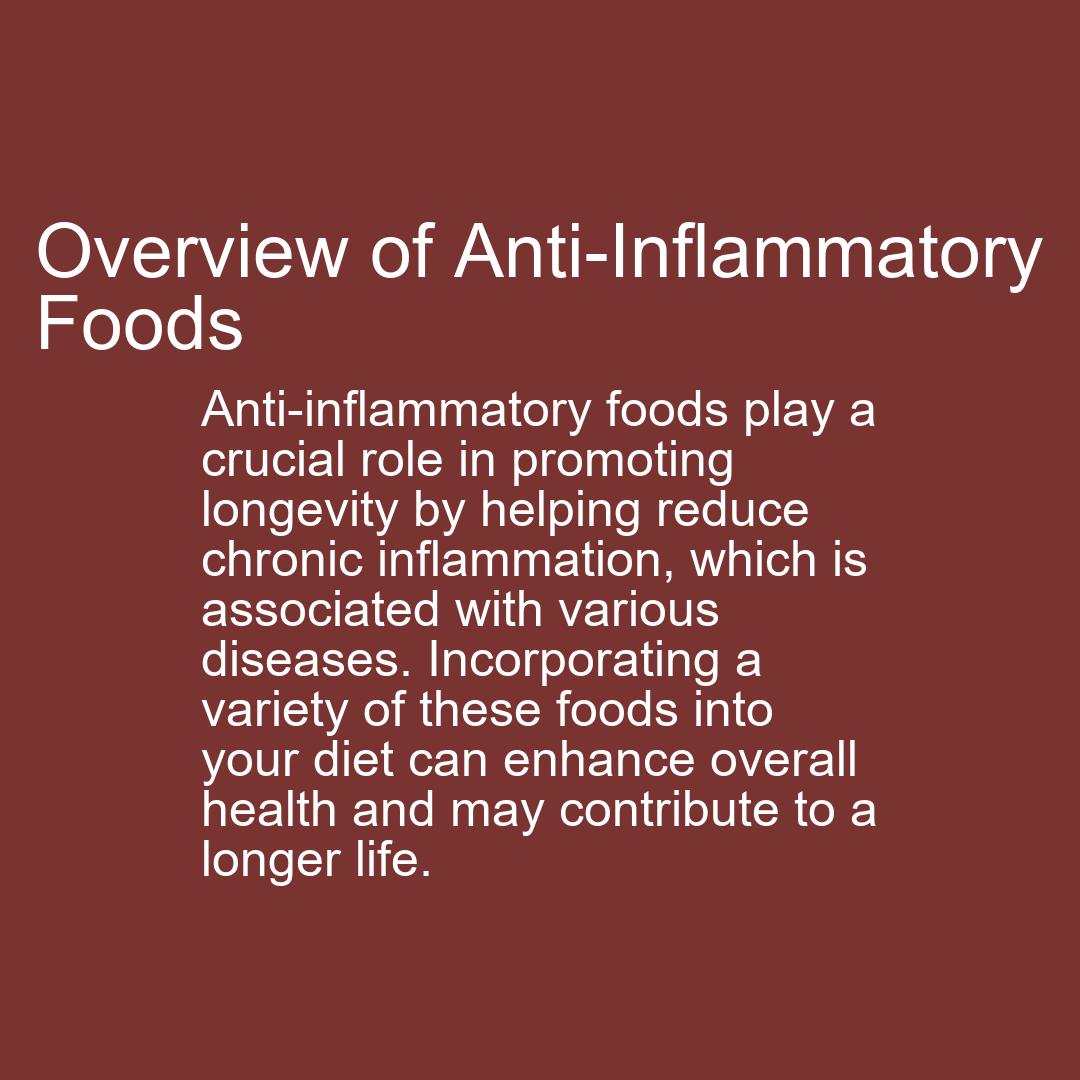 Overview of Anti-Inflammatory
Foods
Anti-inflammatory foods play a
crucial role in promoting
longevity by helping reduce
chronic inflammation, which is
associated with various
diseases. Incorporating a
variety of these foods into
your diet can enhance overall
health and may contribute to a
longer life.